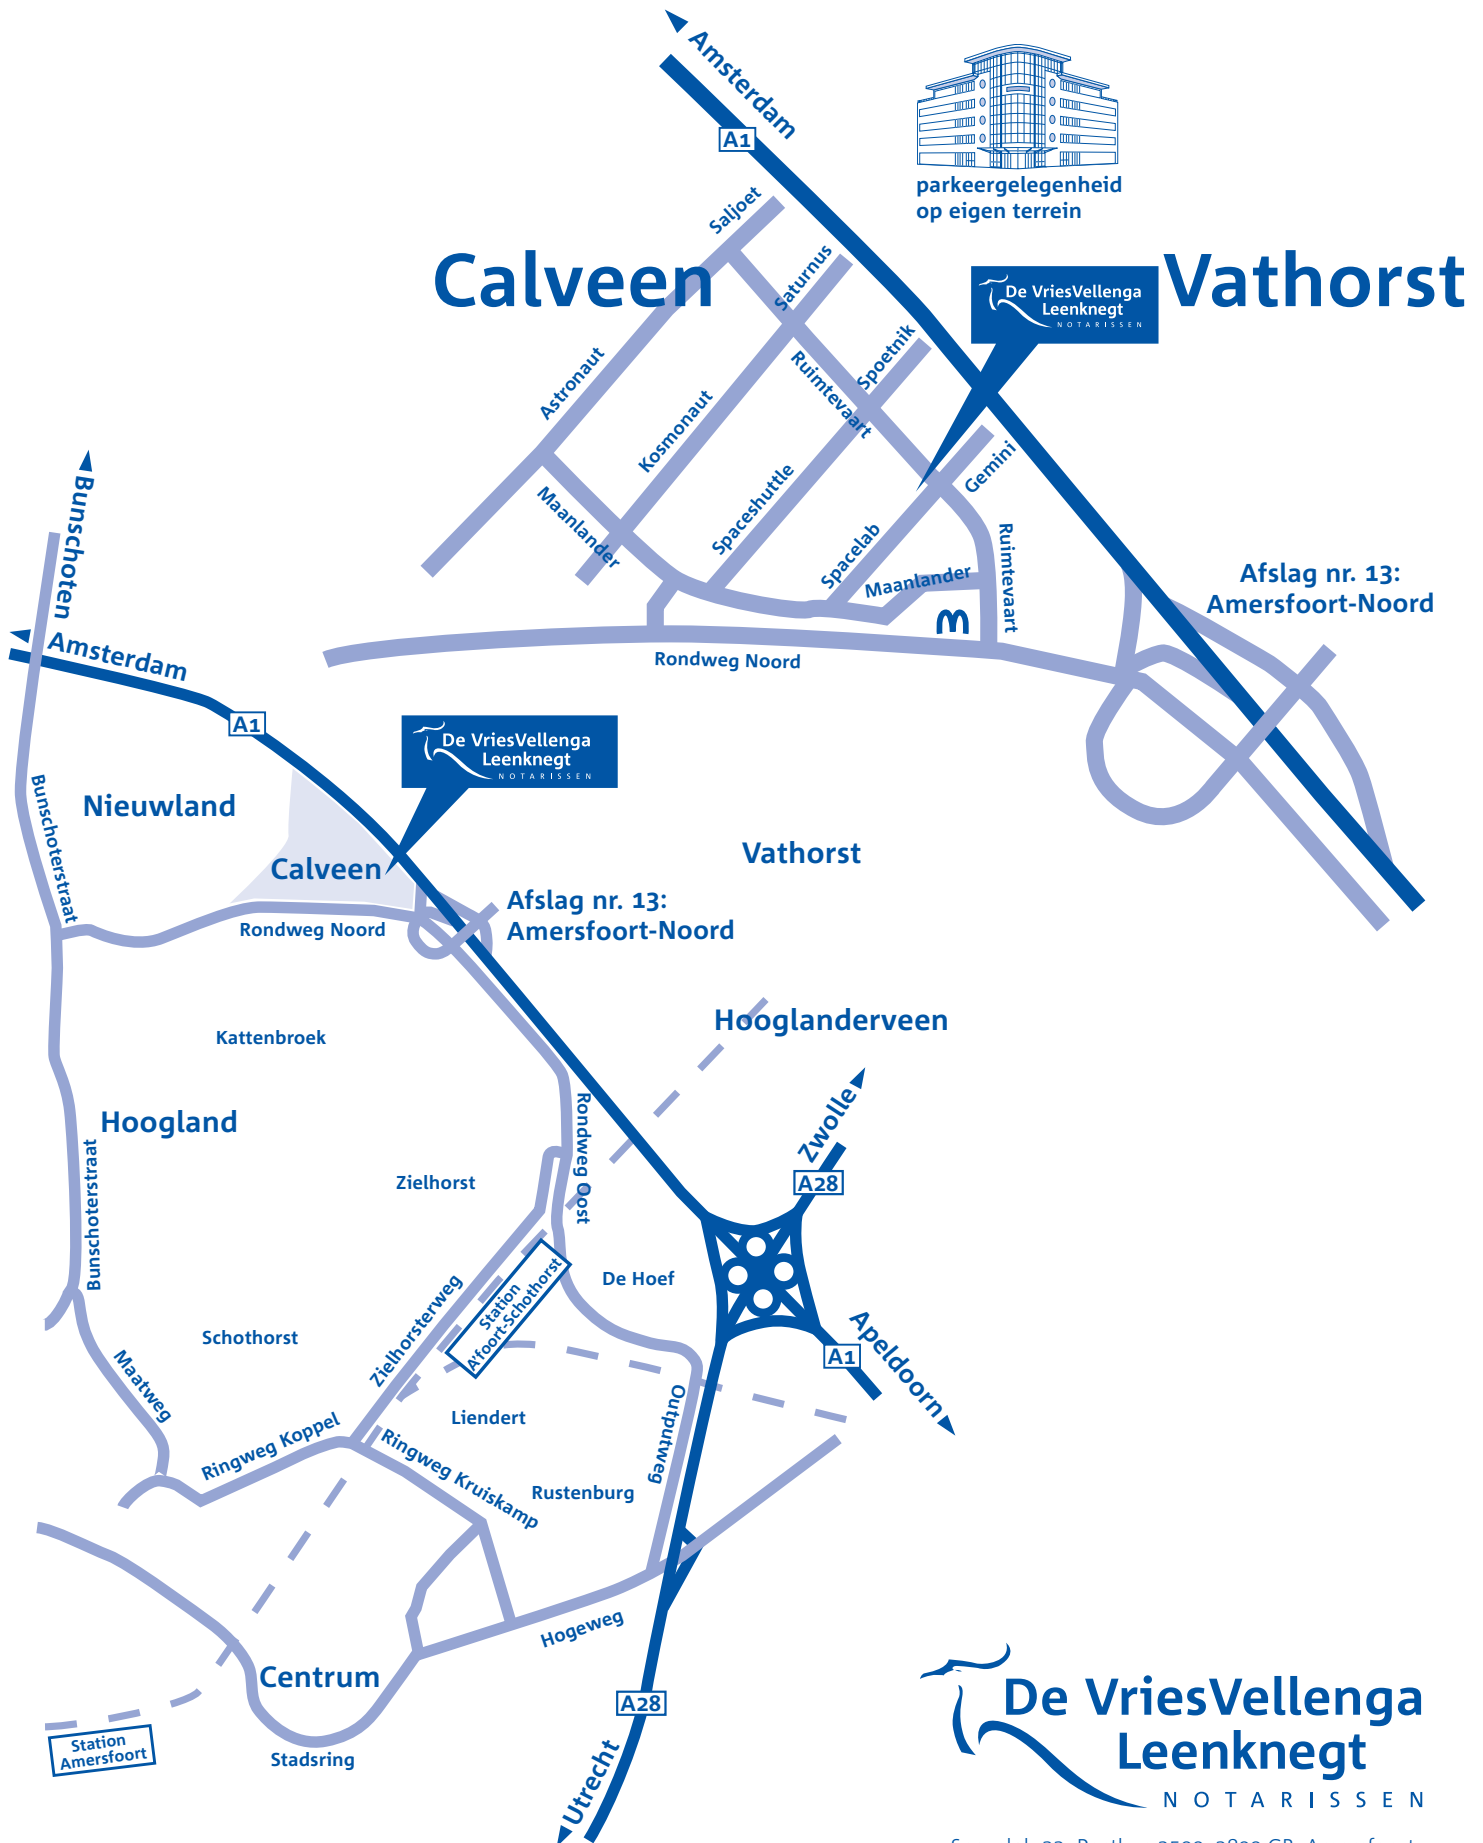 Amsterdam
A1
parkeergelegenheid
op eigen terrein
Calveen
Vathorst
De VriesVellenga
Leenknegt
NOTARISSEN
Saljoet
Saturnus
Spoetnik
Ruimtevaart
Astronaut
Kosmonaut
Gemini
Spaceshuttle
Spacelab
Maanlander
Maanlander
Ruimtevaart
Rondweg Noord
Afslag nr. 13:
Amersfoort-Noord
Bunschoten
Amsterdam
A1
De VriesVellenga
Leenknegt
NOTARISSEN
Nieuwland
Calveen
Vathorst
Bunschoterstraat
Rondweg Noord
Afslag nr. 13:
Amersfoort-Noord
Hooglanderveen
Kattenbroek
Hoogland
Zwolle
A28
Rondweg Oost
Zielhorst
Bunschoterstraat
De Hoef
Station
A'foort-Schothorst
Zielhorsterweg
Schothorst
A1
Apeldoorn
Maatweg
Liendert
Outputweg
Ringweg Koppel
Ringweg Kruiskamp
Rustenburg
Hogeweg
Centrum
A28
Station
Amersfoort
Stadsring
Utrecht
De VriesVellenga
Leenknegt
NOTARISSEN